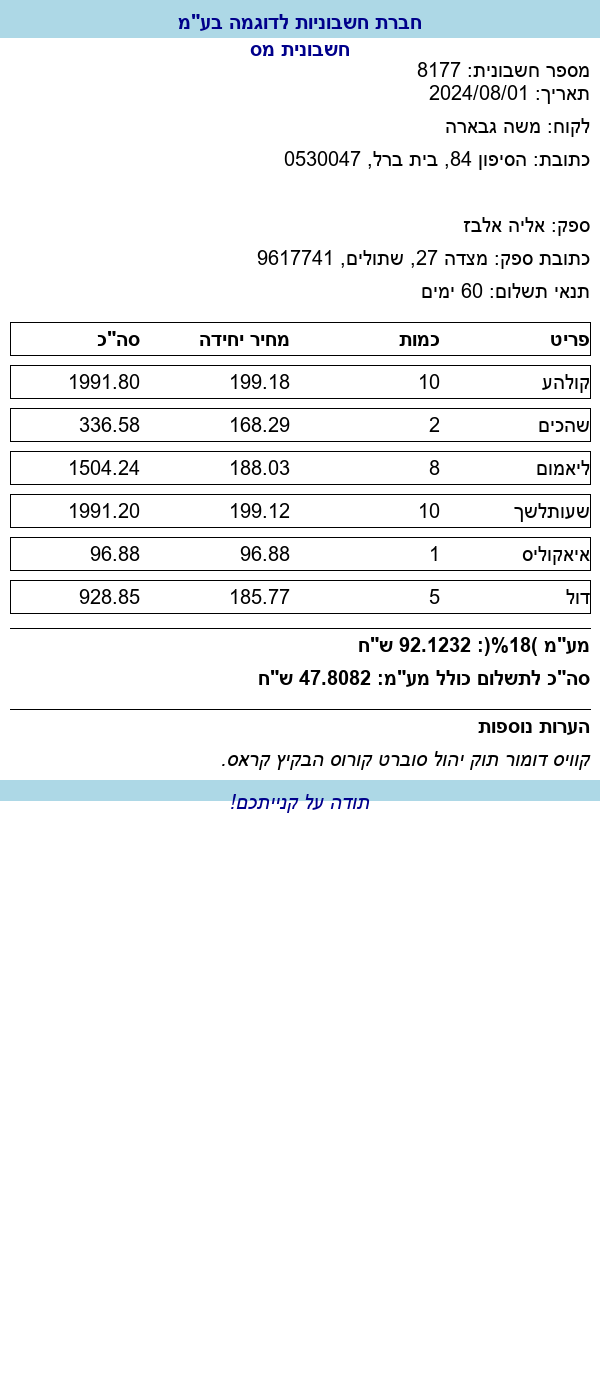 חברת חשבוניות לדוגמה בע"מ
חשבונית מס
מספר חשבונית: 8177
תאריך: 2024/08/01
לקוח: משה גבארה
כתובת: הסיפון 84, בית ברל, 0530047
ספק: אליה אלבז
כתובת ספק: מצדה 27, שתולים, 9617741
תנאי תשלום: 60 ימים
פריט כמות מחיר יחידה סה"כ
קולהע 10 199.18 1991.80
שהכים 2 168.29 336.58
ליאמום 8 188.03 1504.24
שעותלשך 10 199.12 1991.20
איאקוליס 1 96.88 96.88
דול 5 185.77 928.85
מע"מ )18%(: 92.1232 ש"ח
סה"כ לתשלום כולל מע"מ: 47.8082 ש"ח
הערות נוספות
קוויס דומור תוק יהול סוברט קורוס הבקיץ קראס.
תודה על קנייתכם!